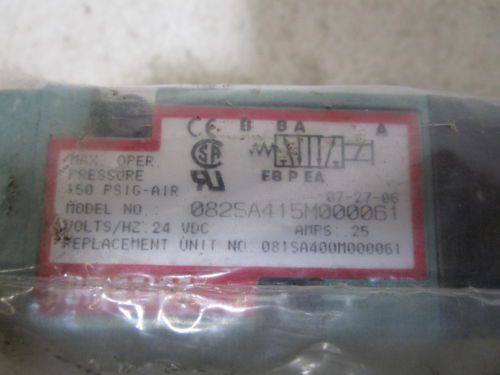 CE B B A A
MAX. OPER.
PRESSURE
150 PSIG-AIR
EB P EA
07-27-06
MODEL NO.: 082SA415M000061
VOLTS/HZ: 24 VDC AMPS: .25
REPLACEMENT UNIT NO. 081SA400M000061